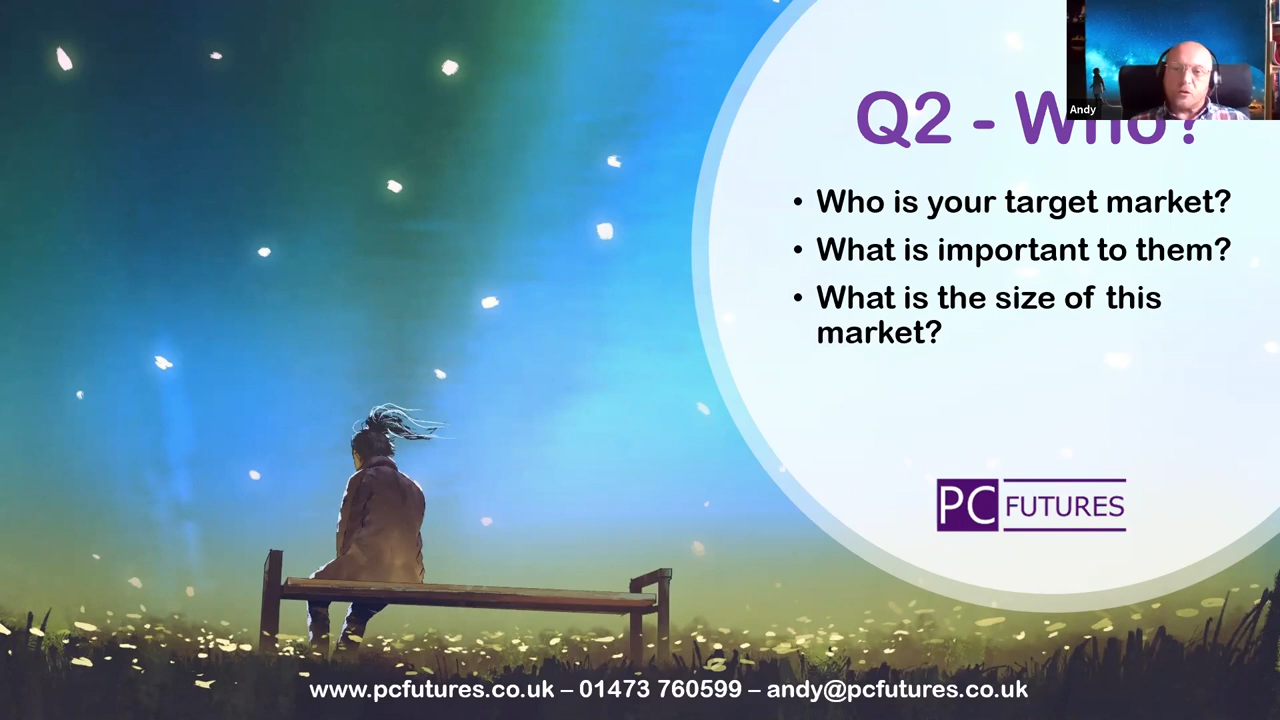 Andy
Q2 - Who?
• Who is your target market?
• What is important to them?
• What is the size of this
market?
PC FUTURES
www.pcfutures.co.uk – 01473 760599 – andy@pcfutures.co.uk